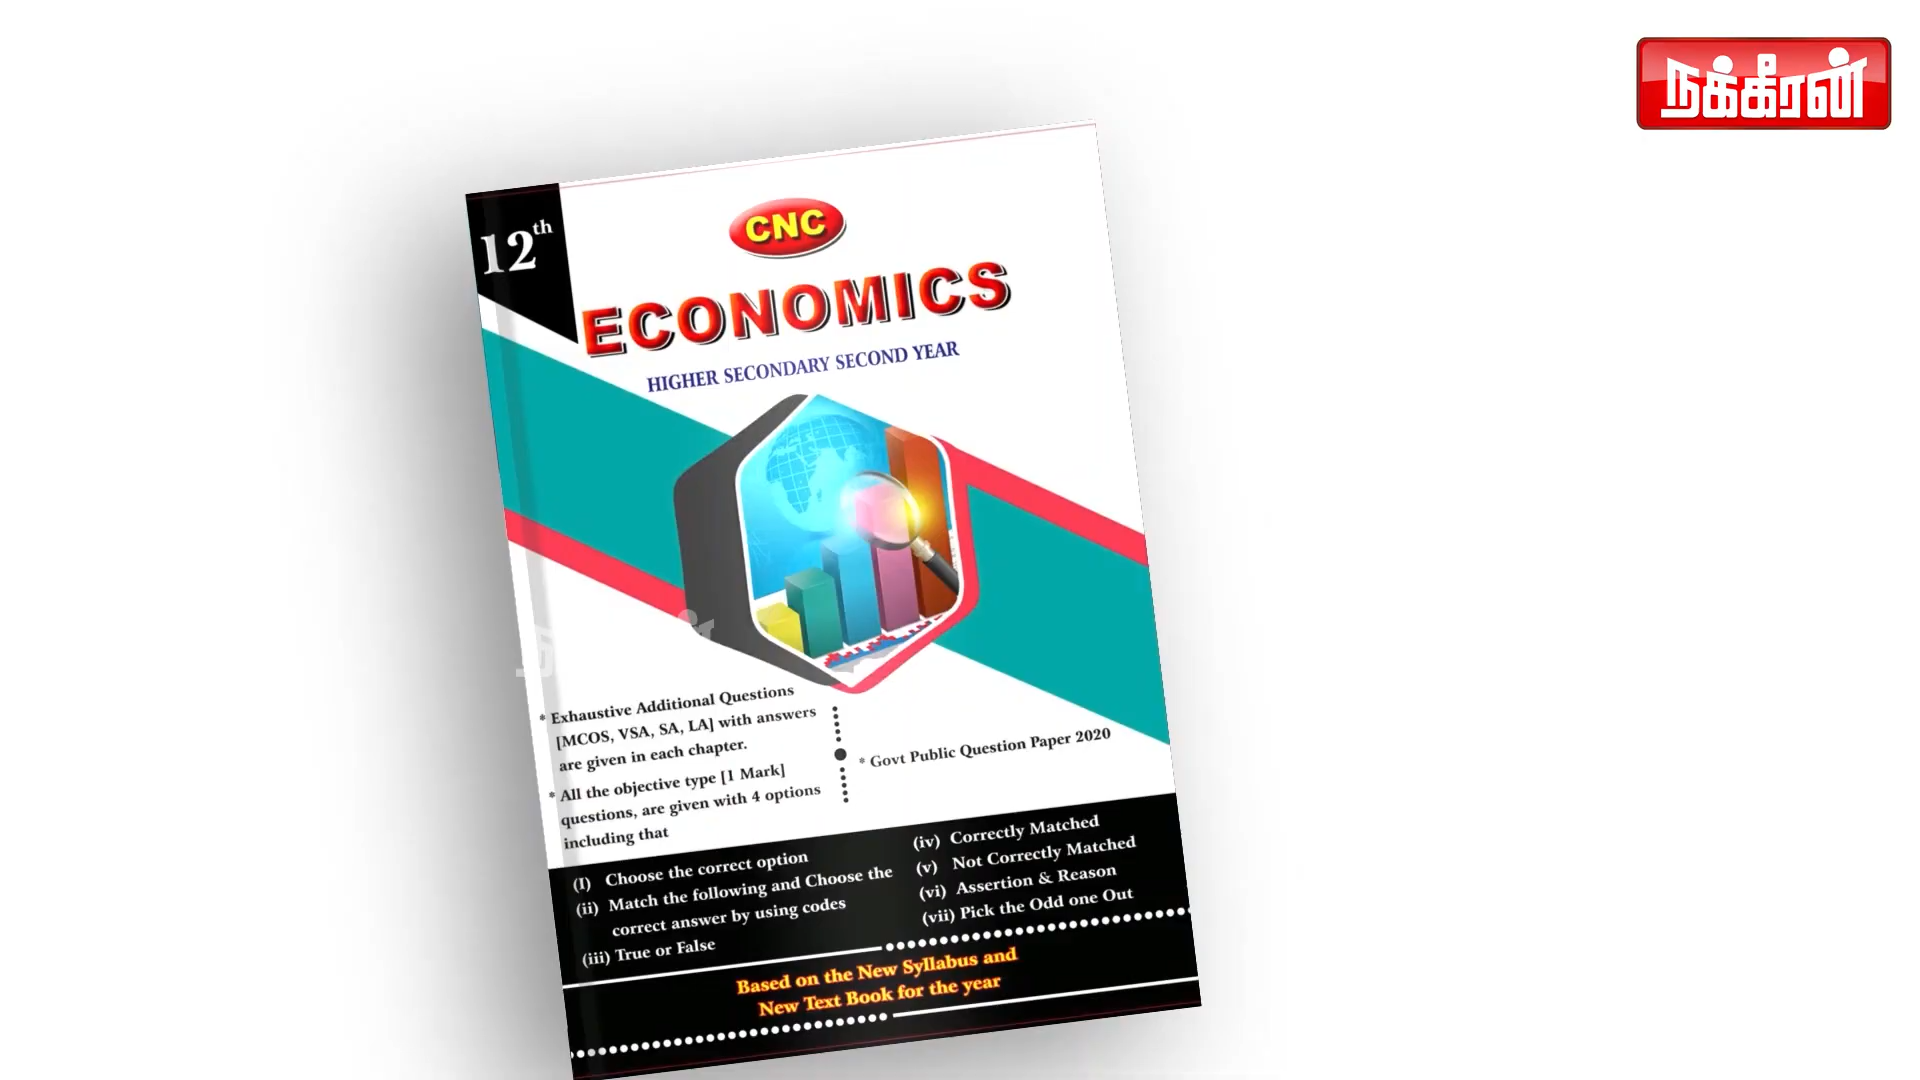 நக்கீரன்
12th
CNC
ECONOMICS
HIGHER SECONDARY SECOND YEAR
* Exhaustive Additional Questions
[MCOS, VSA, SA, LA] with answers
are given in each chapter.
* All the objective type [1 Mark]
questions, are given with 4 options
including that
* Govt Public Question Paper 2020
(I) Choose the correct option
(ii) Match the following and Choose the
correct answer by using codes
(iii) True or False
(iv) Correctly Matched
(v) Not Correctly Matched
(vi) Assertion & Reason
(vii) Pick the Odd one Out
Based on the New Syllabus and
New Text Book for the year